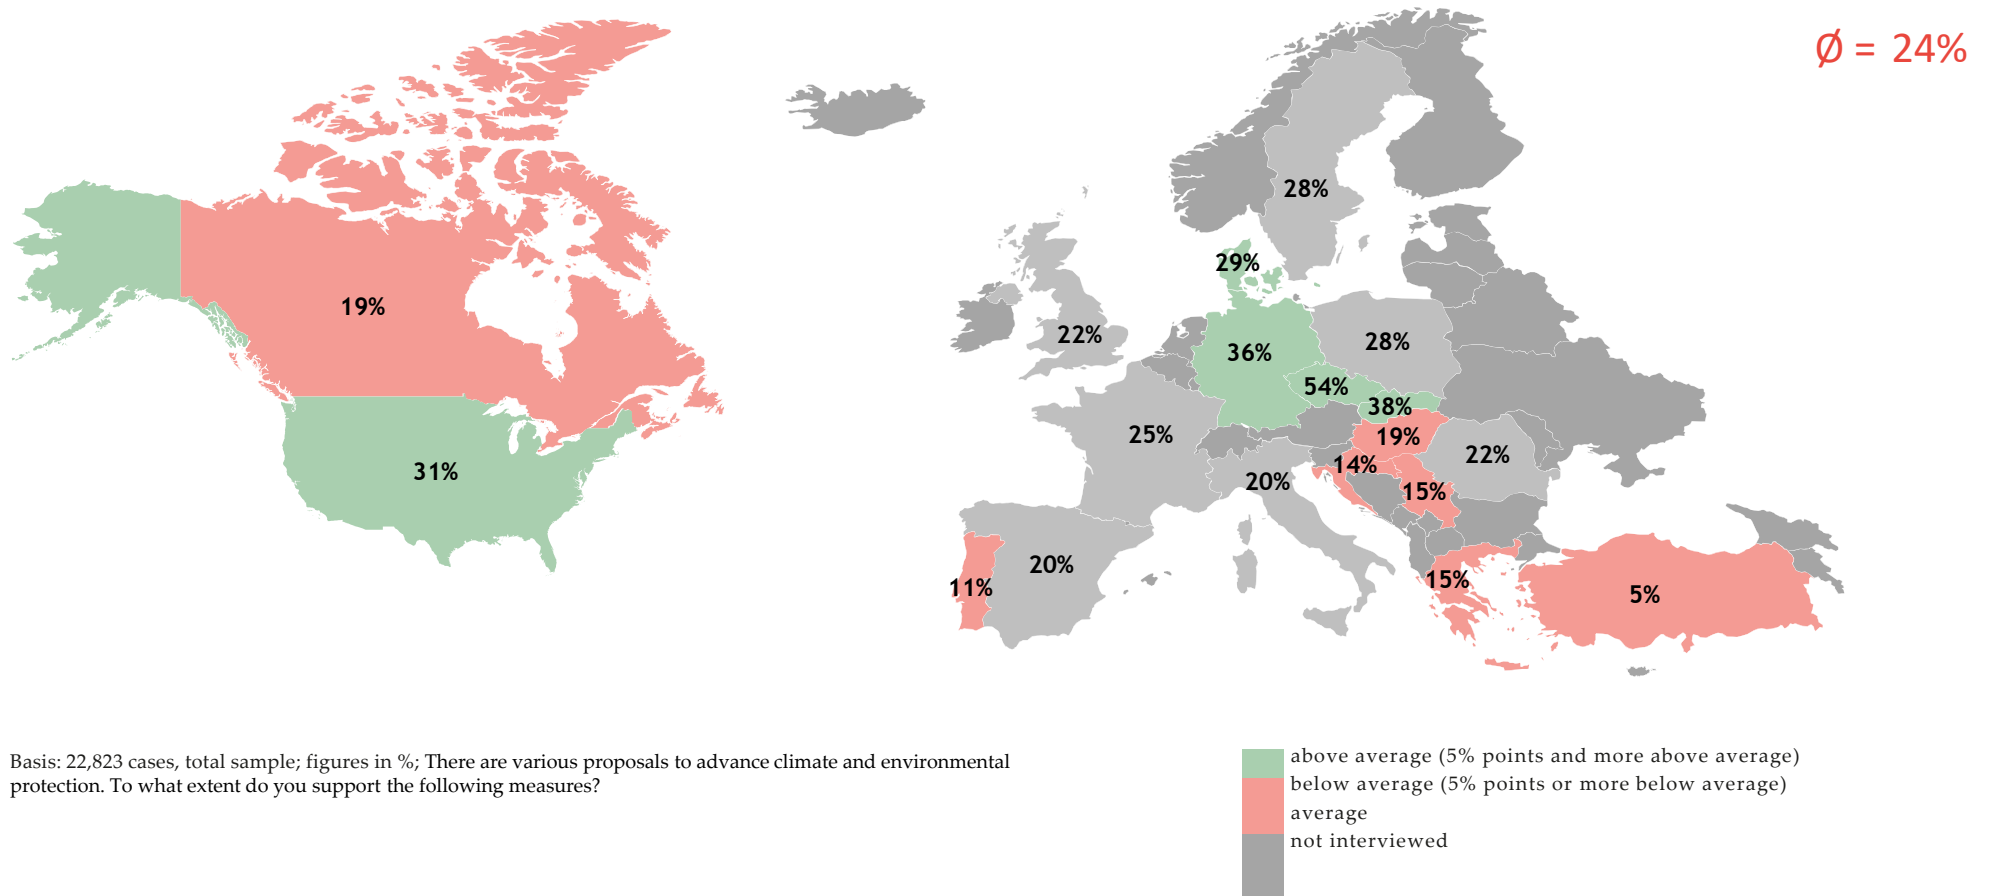 Ø = 24%
28%
29%
19%
22%
36%
28%
54%
38%
25%
19%
14%
22%
31%
20%
15%
20%
11%
15%
5%
Basis: 22,823 cases, total sample; figures in %; There are various proposals to advance climate and environmental
protection. To what extent do you support the following measures?
above average (5% points and more above average)
below average (5% points or more below average)
average
not interviewed